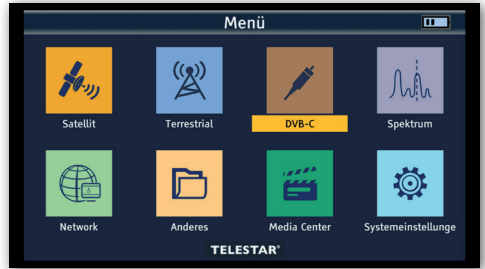 Menü
Satellit Terrestrial DVB-C Spektrum
Network Anderes Media Center Systemeinstellunge
TELESTAR®